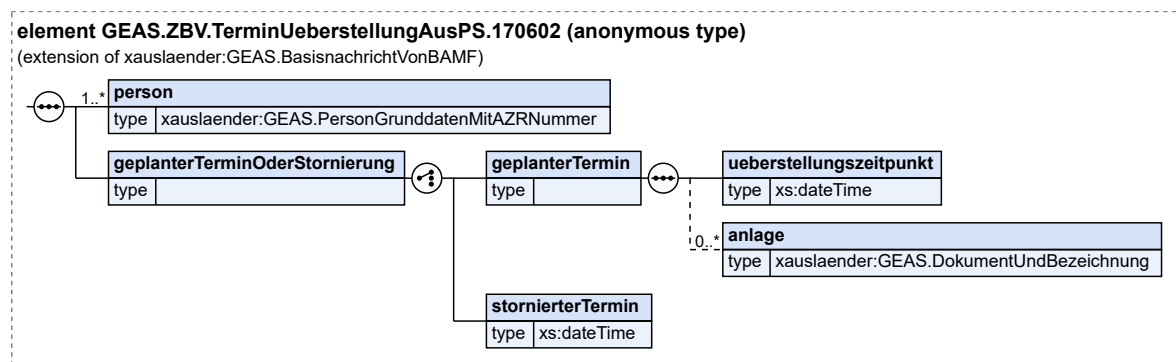 element GEAS.ZBV.TerminUeberstellungAusPS.170602 (anonymous type)
(extension of xauslaender:GEAS.BasisnachrichtVonBAMF)
1..*
person
type xauslaender:GEAS.PersonGrunddatenMitAZRNummer
geplanterTerminOderStornierung
type
geplanterTermin
type
ueberstellungszeitpunkt
type xs:dateTime
0..*
anlage
type xauslaender:GEAS.DokumentUndBezeichnung
stornierterTermin
type xs:dateTime